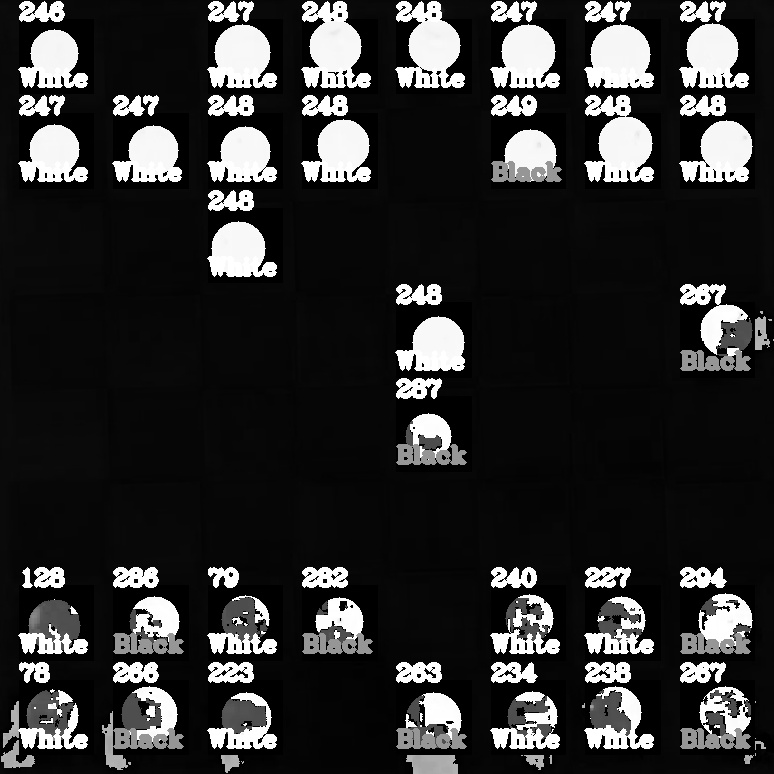 246 247 248 248 247 247 247
White White White White White White White
247 247 248 248 249 248 248
White White White White Black White White
248
White
248 267
White Black
287
Black
128 286 79 282 240 227 294
White Black White Black White White Black
78 266 223 263 234 238 267
White Black White Black White White Black